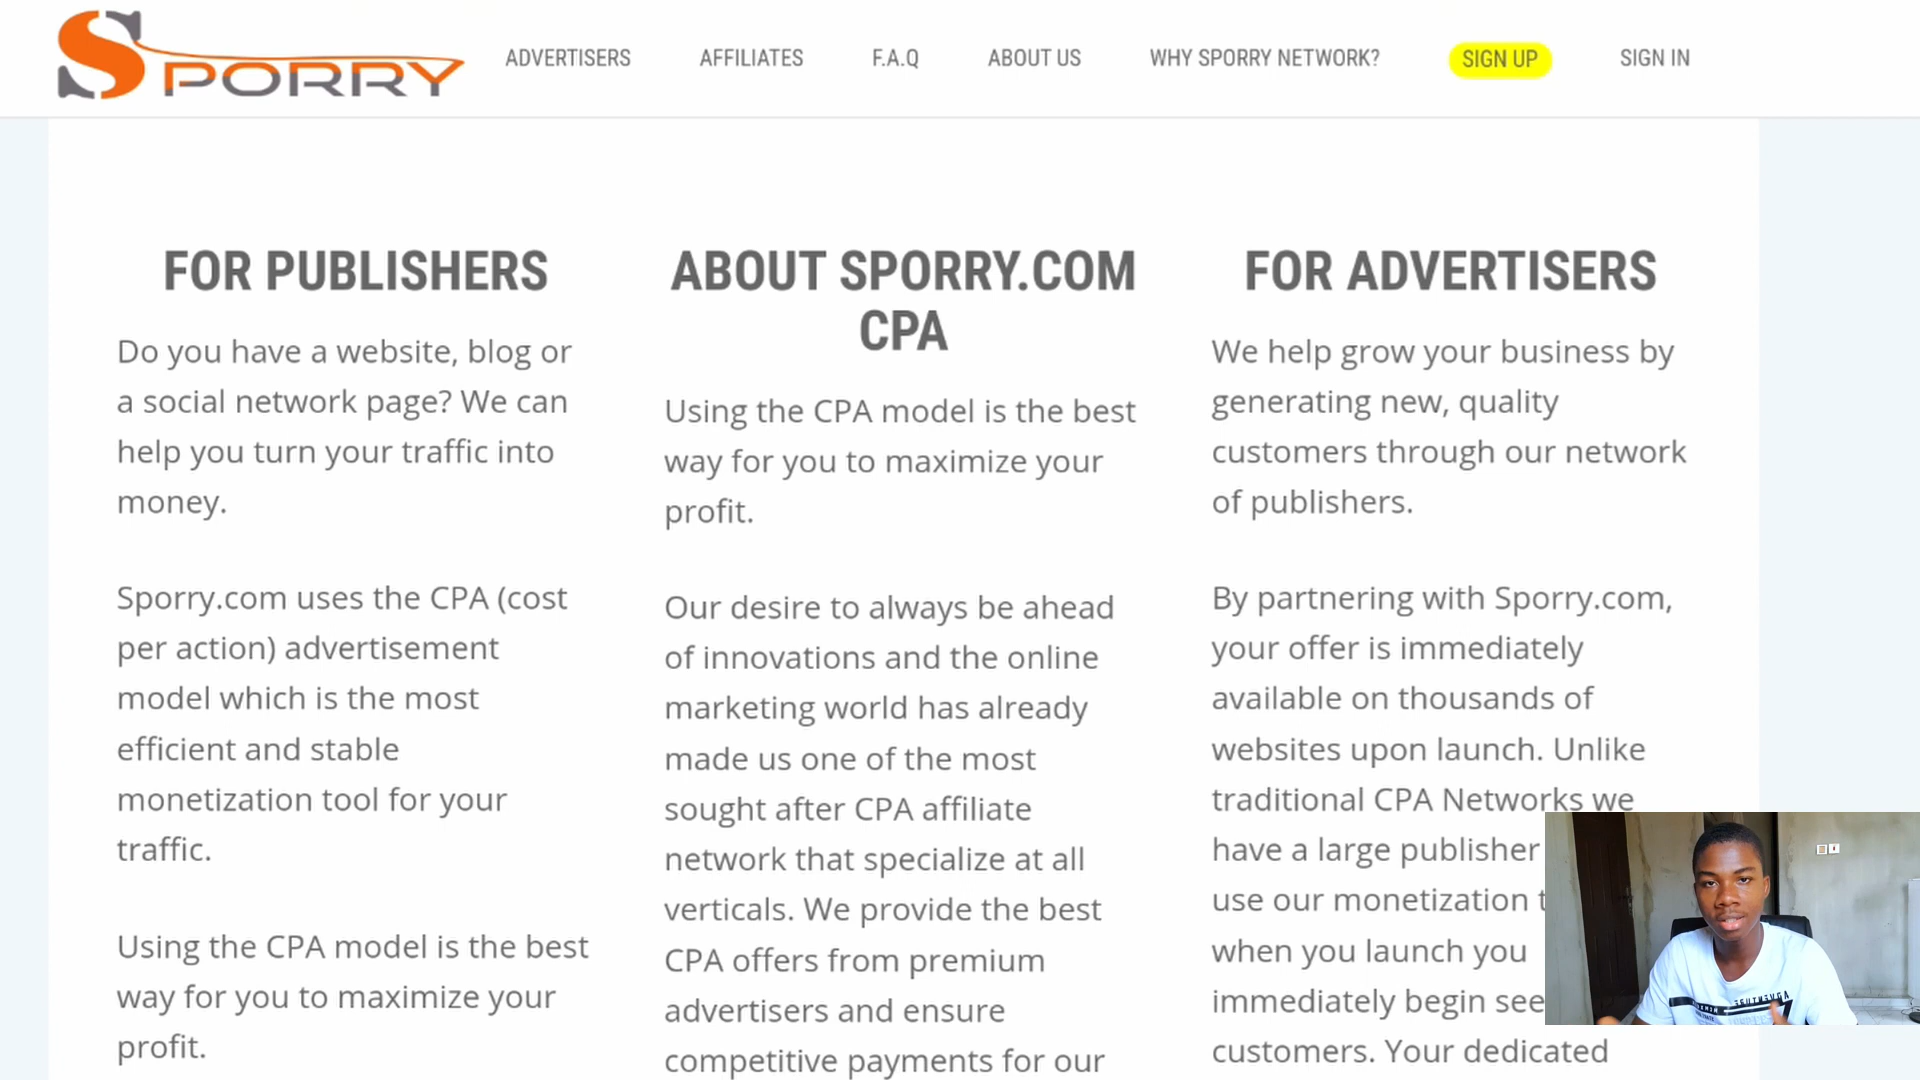 SPORRY
ADVERTISERS
AFFILIATES
F.A.Q
ABOUT US
WHY SPORRY NETWORK?
SIGN UP
SIGN IN
FOR PUBLISHERS
Do you have a website, blog or
a social network page? We can
help you turn your traffic into
money.
Sporry.com uses the CPA (cost
per action) advertisement
model which is the most
efficient and stable
monetization tool for your
traffic.
Using the CPA model is the best
way for you to maximize your
profit.
ABOUT SPORRY.COM
CPA
Using the CPA model is the best
way for you to maximize your
profit.
Our desire to always be ahead
of innovations and the online
marketing world has already
made us one of the most
sought after CPA affiliate
network that specialize at all
verticals. We provide the best
CPA offers from premium
advertisers and ensure
competitive payments for our
FOR ADVERTISERS
We help grow your business by
generating new, quality
customers through our network
of publishers.
By partnering with Sporry.com,
your offer is immediately
available on thousands of
websites upon launch. Unlike
traditional CPA Networks we
have a large publisher
use our monetization
when you launch you
immediately begin see
customers. Your dedicated